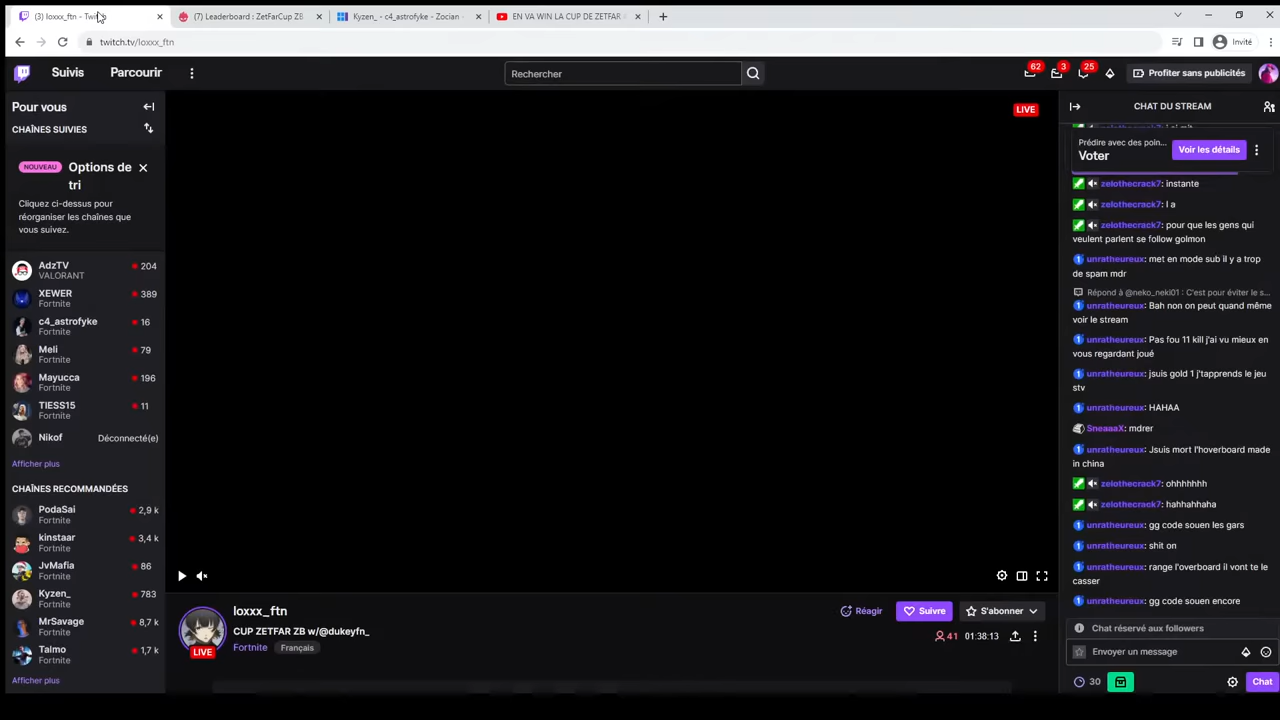 (3) loxxx_ftn - Twitch
(7) Leaderboard : ZetFarCup ZB
Kyzen_ - c4_astrofyke - Zocian -
EN VA WIN LA CUP DE ZETFAR
twitch.tv/loxxx_ftn
Invité
Suivis
Parcourir
Rechercher
62
3
25
Profiter sans publicités
Pour vous
CHAÎNES SUIVIES
NOUVEAU
Options de
tri
Cliquez ci-dessus pour
réorganiser les chaînes que
vous suivez.
AdzTV
204
VALORANT
XEWER
389
Fortnite
c4_astrofyke
16
Fortnite
Meli
79
Fortnite
Mayucca
196
Fortnite
TIESS15
11
Fortnite
Nikof
Déconnecté(e)
Afficher plus
CHAÎNES RECOMMANDÉES
PodaSai
2,9 k
Fortnite
kinstaar
3,4 k
Fortnite
JvMafia
86
Fortnite
Kyzen_
783
Fortnite
MrSavage
8,7 k
Fortnite
Talmo
1,7 k
Fortnite
Afficher plus
LIVE
loxxx_ftn
CUP ZETFAR ZB w/@dukeyfn_
Fortnite
Français
LIVE
Réagir
Suivre
S'abonner
41
01:38:13
CHAT DU STREAM
Prédire avec des poin...
Voter
Voir les détails
zelothecrack7: instante
zelothecrack7: l a
zelothecrack7: pour que les gens qui
veulent parlent se follow golmon
unratheureux: met en mode sub il y a trop
de spam mdr
Répond à @neko_neki01 : C'est pour éviter le s...
unratheureux: Bah non on peut quand même
voir le stream
unratheureux: Pas fou 11 kill j'ai vu mieux en
vous regardant joué
unratheureux: jsuis gold 1 j'tapprends le jeu
stv
unratheureux: HAHAA
SneaaaX: mdrer
unratheureux: Jsuis mort l'hoverboard made
in china
zelothecrack7: ohhhhhhh
zelothecrack7: hahhahhaha
unratheureux: gg code souen les gars
unratheureux: shit on
unratheureux: range l'overboard il vont te le
casser
unratheureux: gg code souen encore
Chat réservé aux followers
Envoyer un message
30
Chat